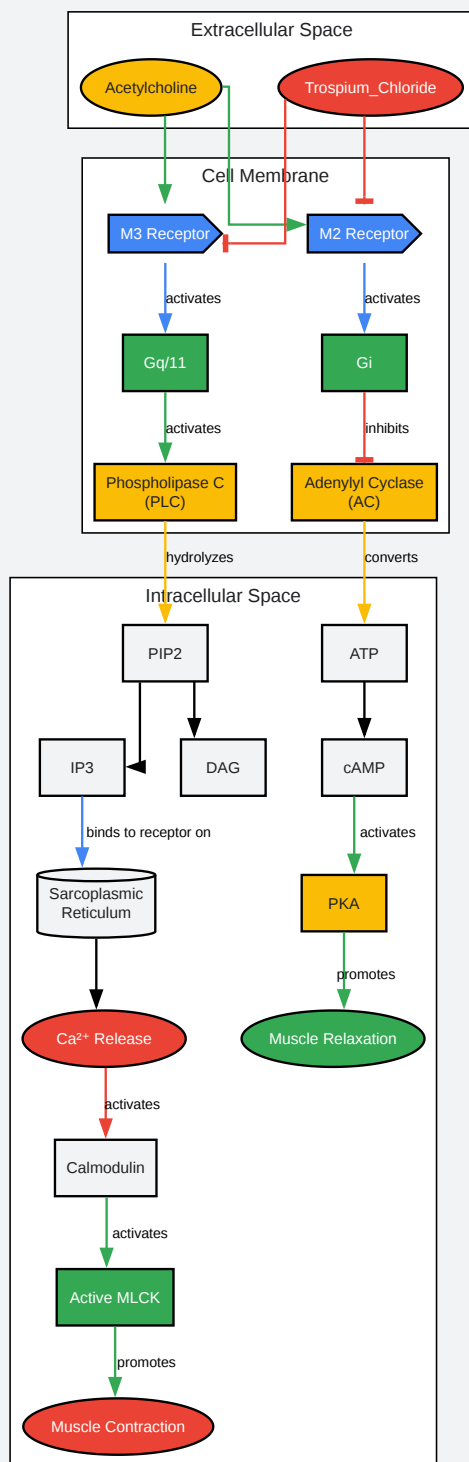 Extracellular Space
Acetylcholine
Trospium_Chloride
Cell Membrane
M3 Receptor
M2 Receptor
activates
activates
Gq/11
Gi
activates
inhibits
Phospholipase C
(PLC)
Adenylyl Cyclase
(AC)
hydrolyzes
converts
Intracellular Space
PIP2
ATP
IP3
DAG
cAMP
binds to receptor on
activates
Sarcoplasmic
Reticulum
PKA
promotes
Ca²⁺ Release
Muscle Relaxation
activates
Calmodulin
activates
Active MLCK
promotes
Muscle Contraction